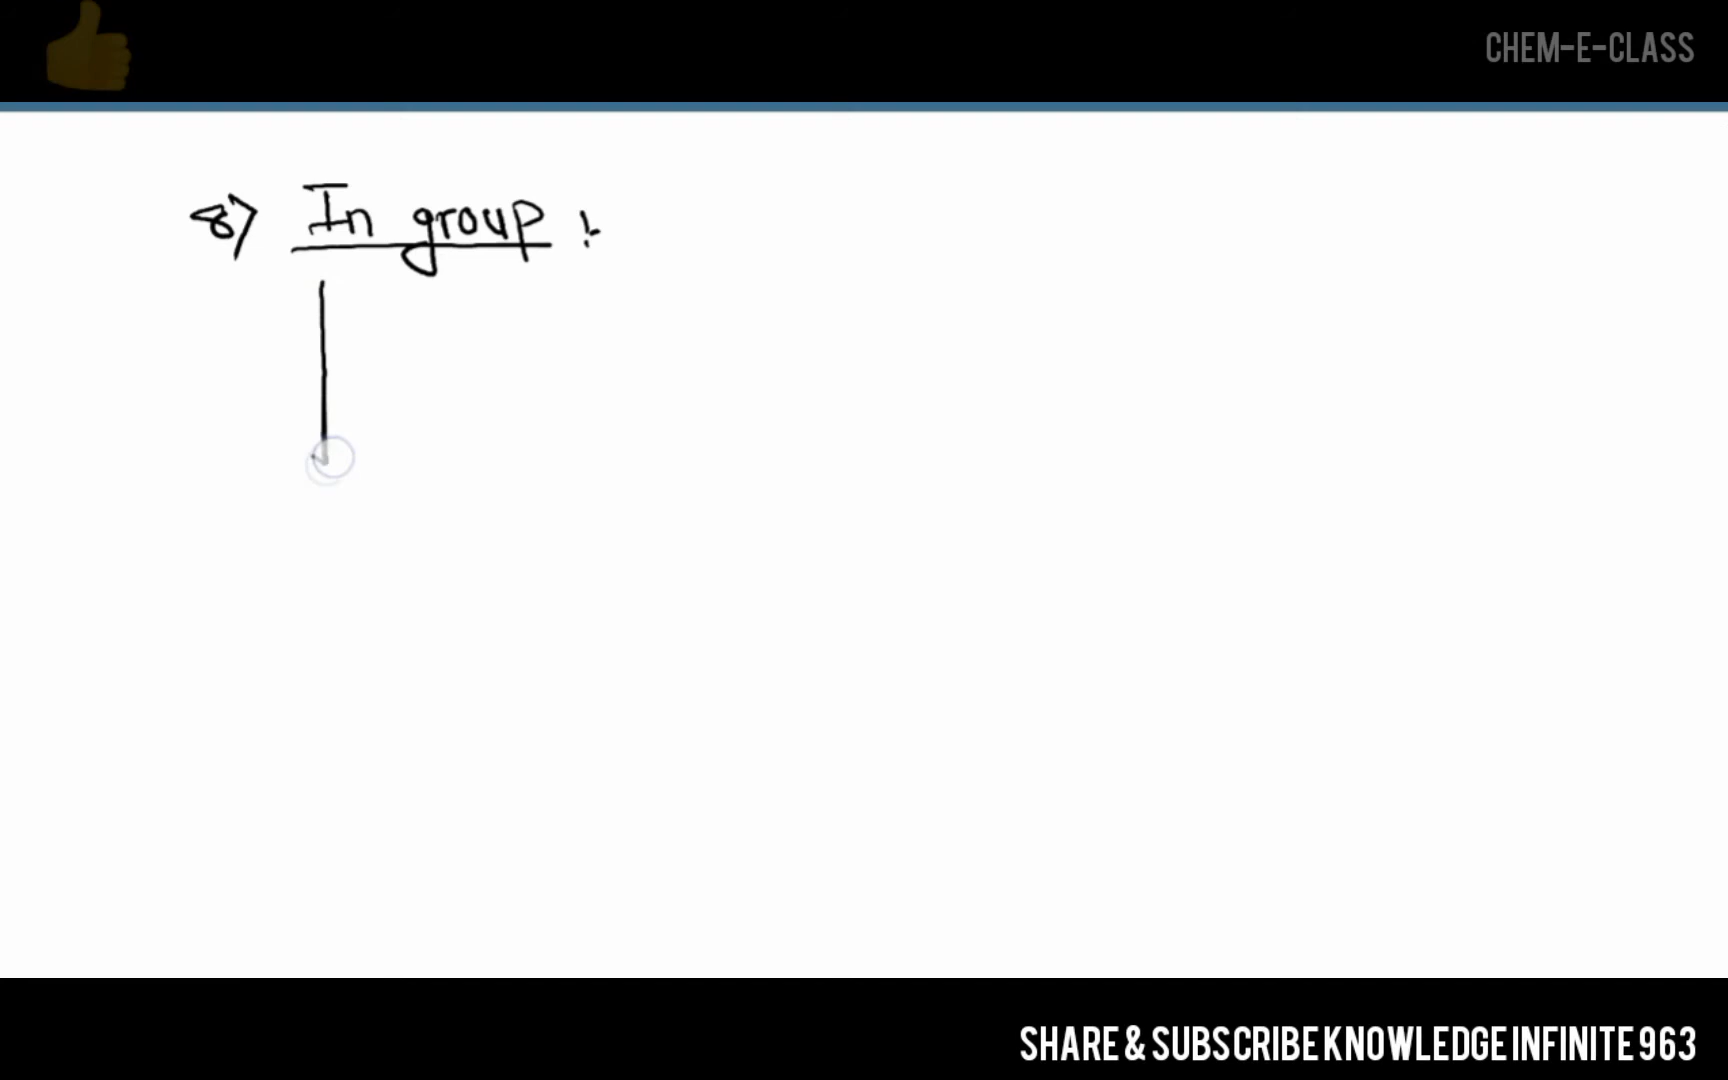 CHEM-E-CLASS
8) In group :-
SHARE & SUBSCRIBE KNOWLEDGE INFINITE 963